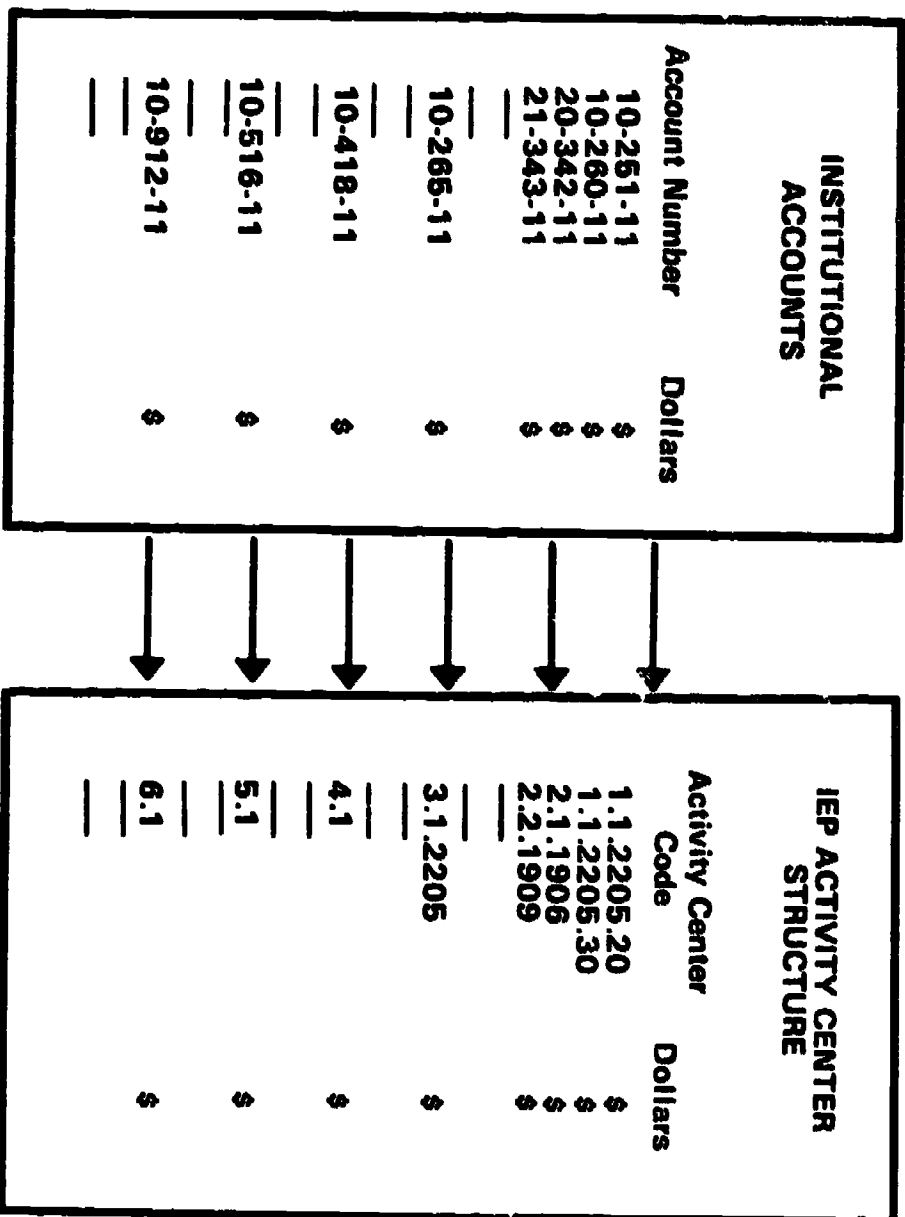 INSTITUTIONAL
ACCOUNTS
Account Number Dollars
10-251-11 $
10-260-11 $
20-342-11 $
21-343-11 $
10-265-11 $
10-418-11 $
10-516-11 $
10-912-11 $
IEP ACTIVITY CENTER
STRUCTURE
Activity Center
Code Dollars
1.1.2205.20 $
1.1.2205.30 $
2.1.1906 $
2.2.1909 $
3.1.2205 $
4.1 $
5.1 $
6.1 $